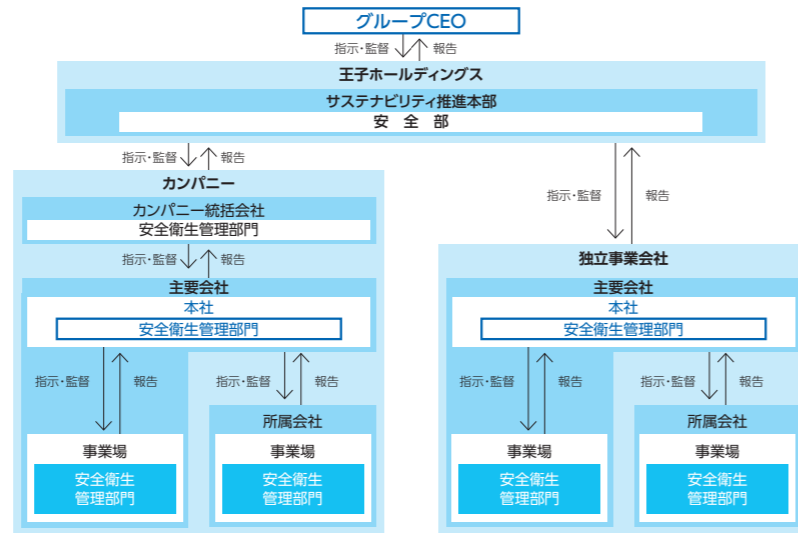 グループCEO
指示・監督
報告
王子ホールディングス
サステナビリティ推進本部
安 全 部
指示・監督
報告
カンパニー
カンパニー統括会社
安全衛生管理部門
指示・監督
報告
主要会社
本社
安全衛生管理部門
指示・監督
報告
指示・監督
報告
事業場
安全衛生
管理部門
所属会社
事業場
安全衛生
管理部門
指示・監督
報告
独立事業会社
主要会社
本社
安全衛生管理部門
指示・監督
報告
指示・監督
報告
事業場
安全衛生
管理部門
所属会社
事業場
安全衛生
管理部門